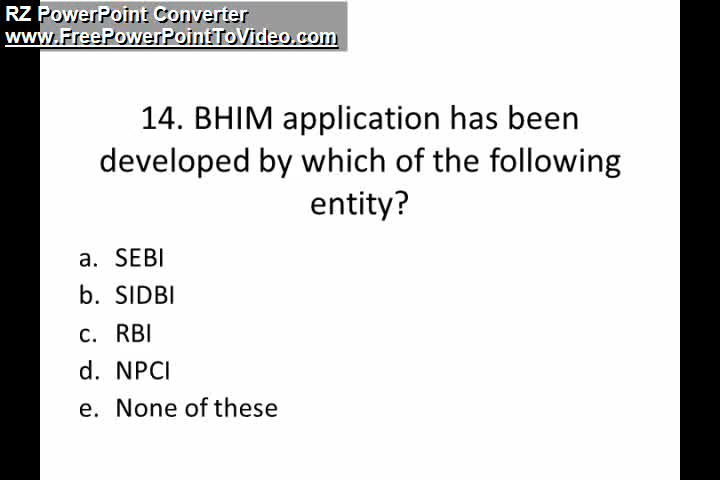 RZ PowerPoint Converter
www.FreePowerPointToVideo.com
14. BHIM application has been
developed by which of the following
entity?
a. SEBI
b. SIDBI
c. RBI
d. NPCI
e. None of these